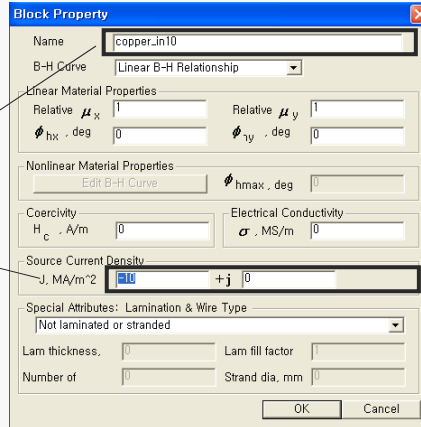 Block Property
Name copper_in10
B-H Curve Linear B-H Relationship
Linear Material Properties
Relative μx 1 Relative μy 1
ϕhx , deg 0 ϕhy , deg 0
Nonlinear Material Properties
Edit B-H Curve ϕhmax , deg 0
Coercivity Electrical Conductivity
Hc , A/m 0 σ, MS/m 0
Source Current Density
J, MA/m^2 -10 +j 0
Special Attributes: Lamination & Wire Type
Not laminated or stranded
Lam thickness, 0 Lam fill factor 1
Number of 0 Strand dia, mm 0
OK Cancel